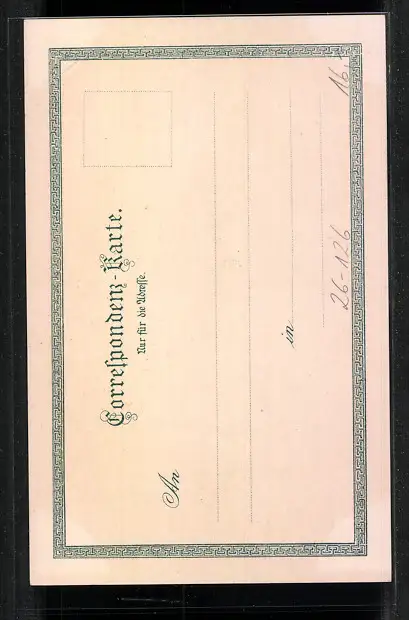 Correſpondenz-Karte.
Nur für die Adreſſe.
An
in
26-126
16,-